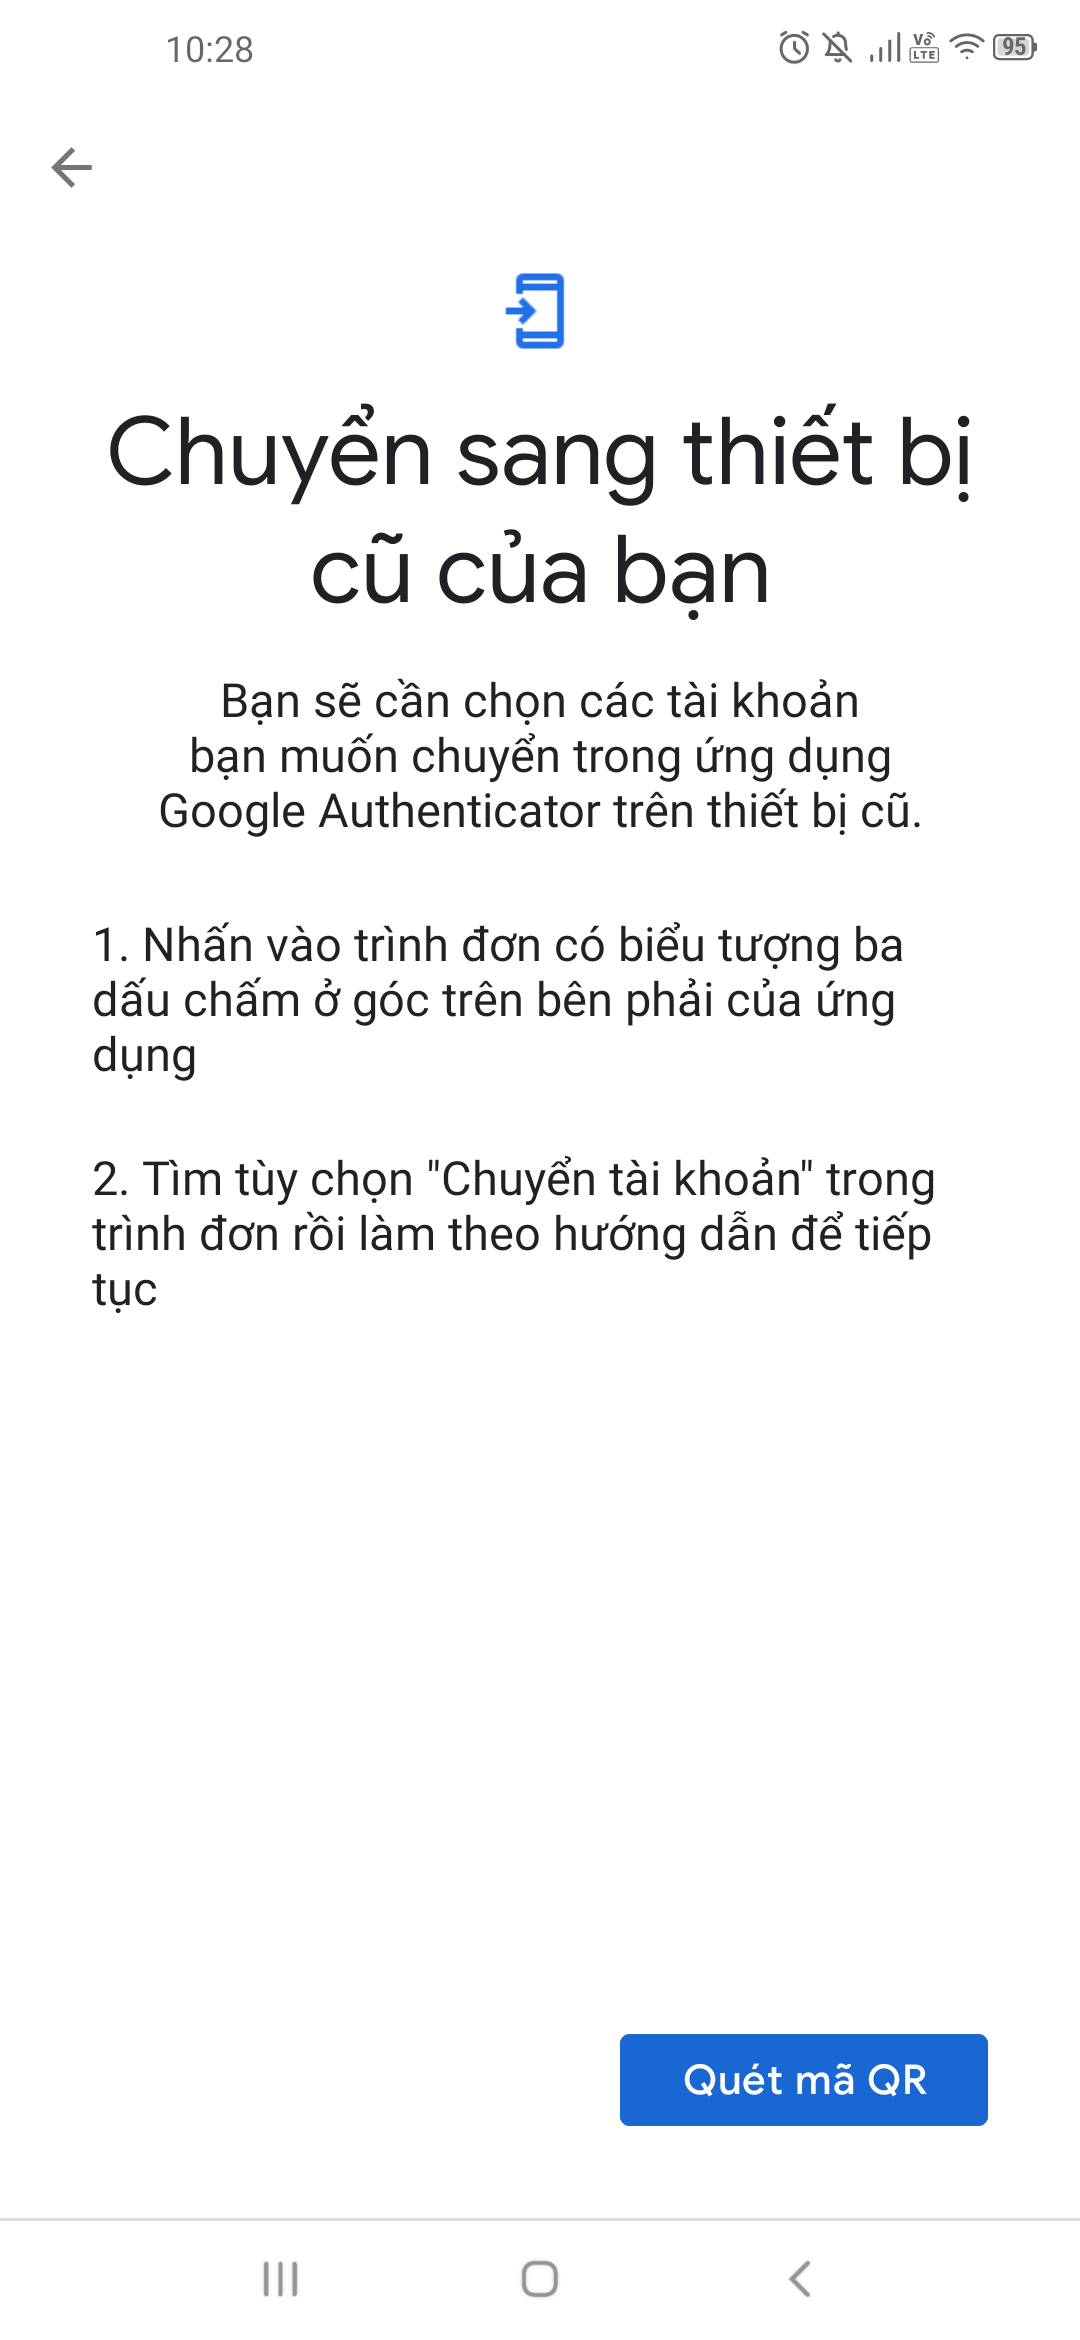 10:28
Vo
LTE
95
Chuyển sang thiết bị
cũ của bạn
Bạn sẽ cần chọn các tài khoản
bạn muốn chuyển trong ứng dụng
Google Authenticator trên thiết bị cũ.
1. Nhấn vào trình đơn có biểu tượng ba
dấu chấm ở góc trên bên phải của ứng
dụng
2. Tìm tùy chọn "Chuyển tài khoản" trong
trình đơn rồi làm theo hướng dẫn để tiếp
tục
Quét mã QR